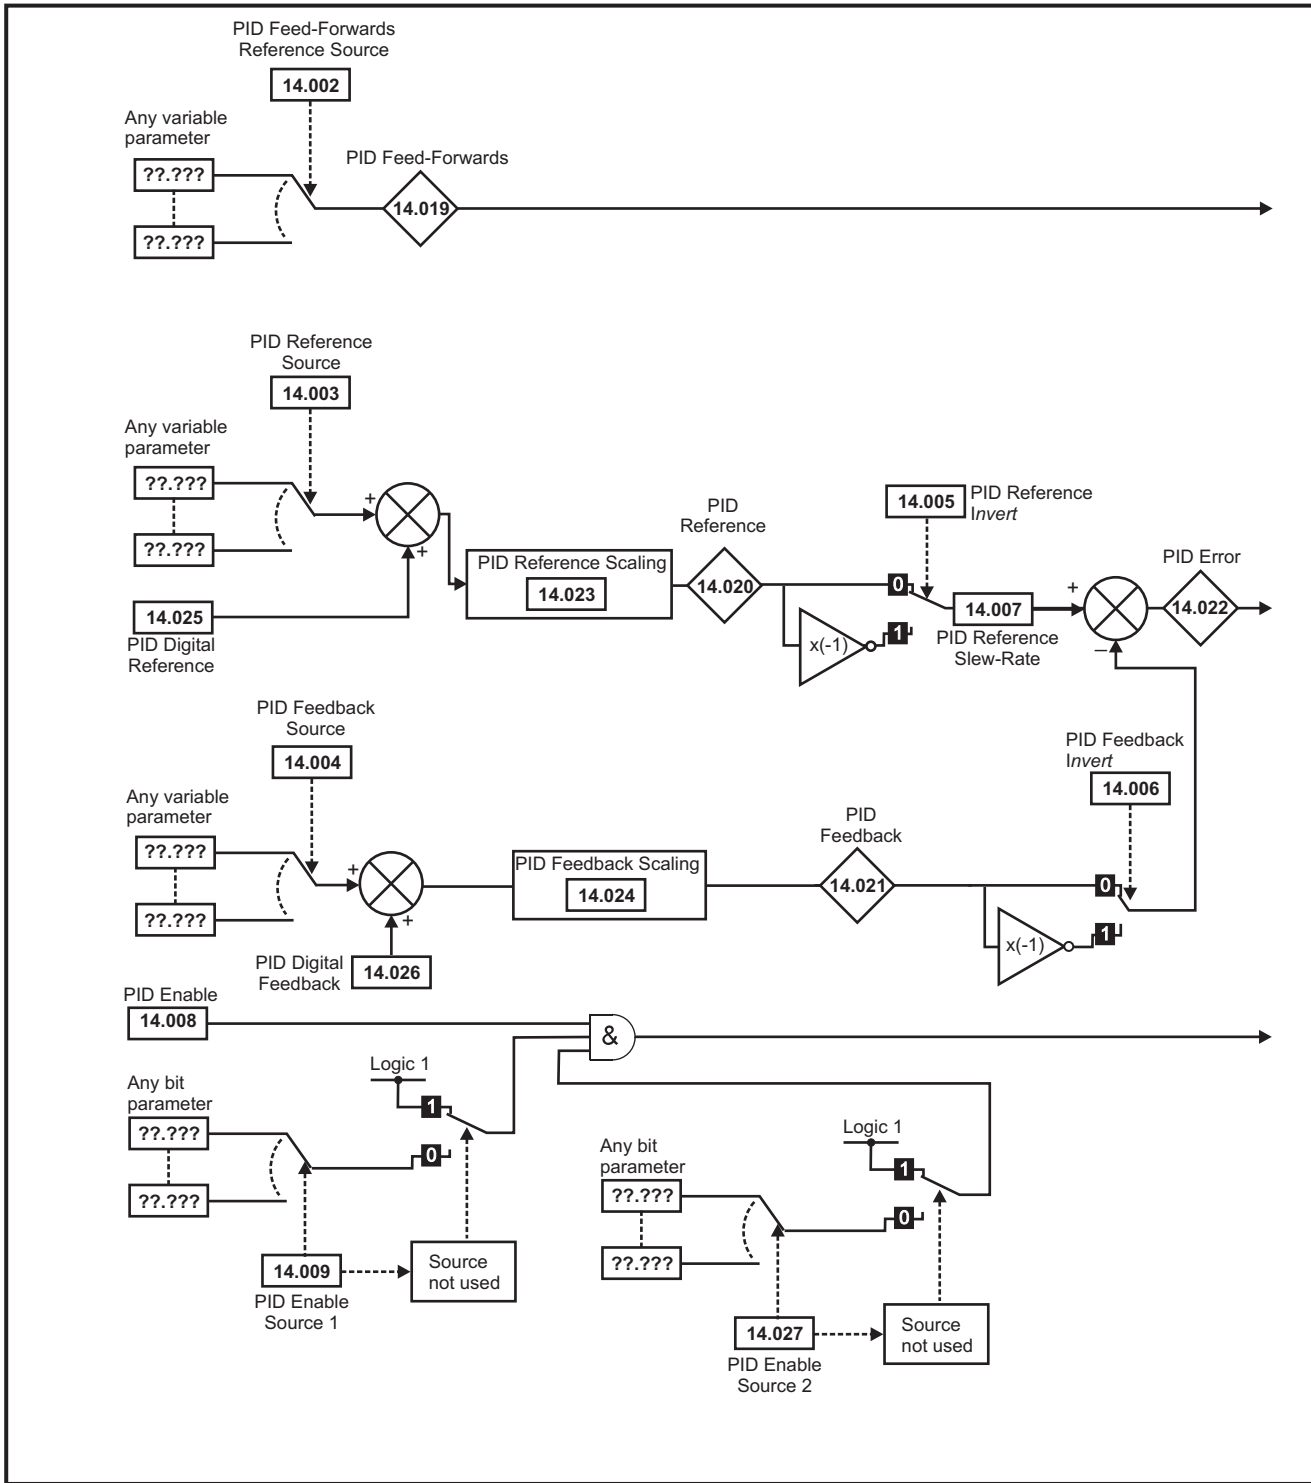 PID Feed-Forwards
Reference Source
14.002
Any variable
parameter
??.???
??.???
PID Feed-Forwards
14.019
PID Reference
Source
14.003
Any variable
parameter
??.???
??.???
+
+
14.025
PID Digital
Reference
PID Reference Scaling
14.023
PID
Reference
14.020
14.005
PID Reference
Invert
0
1
x(-1)
14.007
PID Reference
Slew-Rate
+
–
PID Error
14.022
PID Feedback
Source
14.004
Any variable
parameter
??.???
??.???
+
+
PID Digital
Feedback
14.026
PID Feedback Scaling
14.024
PID
Feedback
14.021
PID Feedback
Invert
14.006
0
1
x(-1)
PID Enable
14.008
&
Logic 1
1
0
Any bit
parameter
??.???
??.???
14.009
PID Enable
Source 1
Source
not used
Logic 1
1
0
Any bit
parameter
??.???
??.???
14.027
PID Enable
Source 2
Source
not used